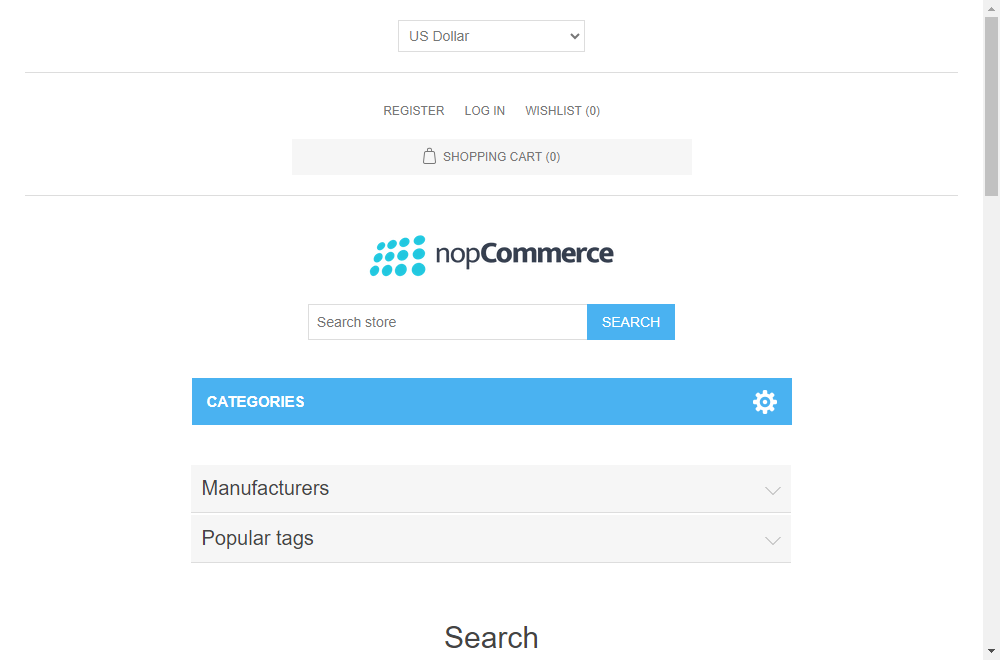 US Dollar
REGISTER LOG IN WISHLIST (0)
SHOPPING CART (0)
nopCommerce
Search store SEARCH
CATEGORIES
Manufacturers
Popular tags
Search